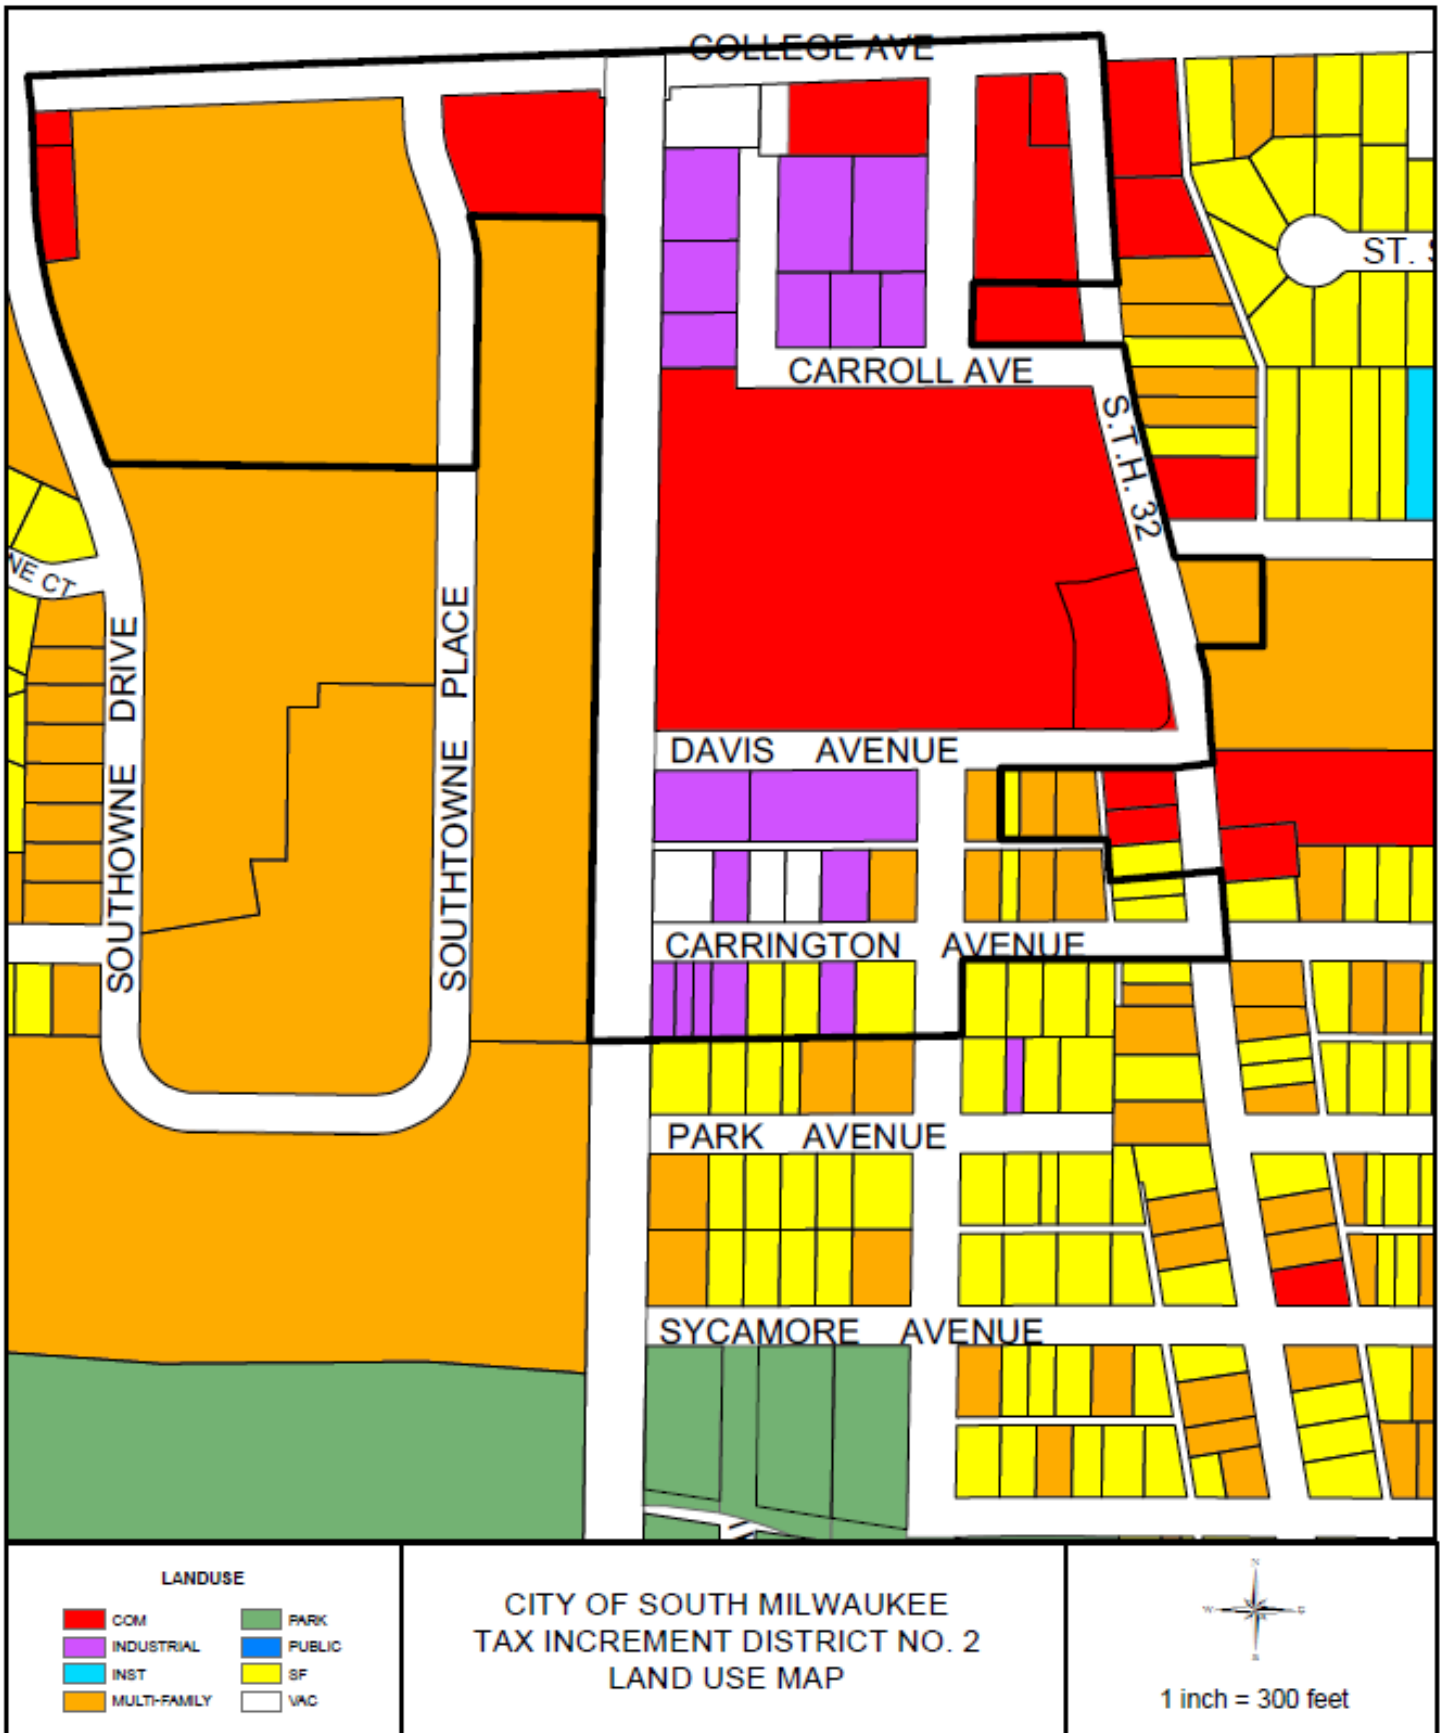 COLLEGE AVE
ST.
CARROLL AVE
S.T.H. 32
NE CT
SOUTHOWNE DRIVE
SOUTHTOWNE PLACE
DAVIS AVENUE
CARRINGTON AVENUE
PARK AVENUE
SYCAMORE AVENUE
LANDUSE
COM
INDUSTRIAL
INST
MULTI-FAMILY
PARK
PUBLIC
SF
VAC
CITY OF SOUTH MILWAUKEE
TAX INCREMENT DISTRICT NO. 2
LAND USE MAP
N
W E
S
1 inch = 300 feet